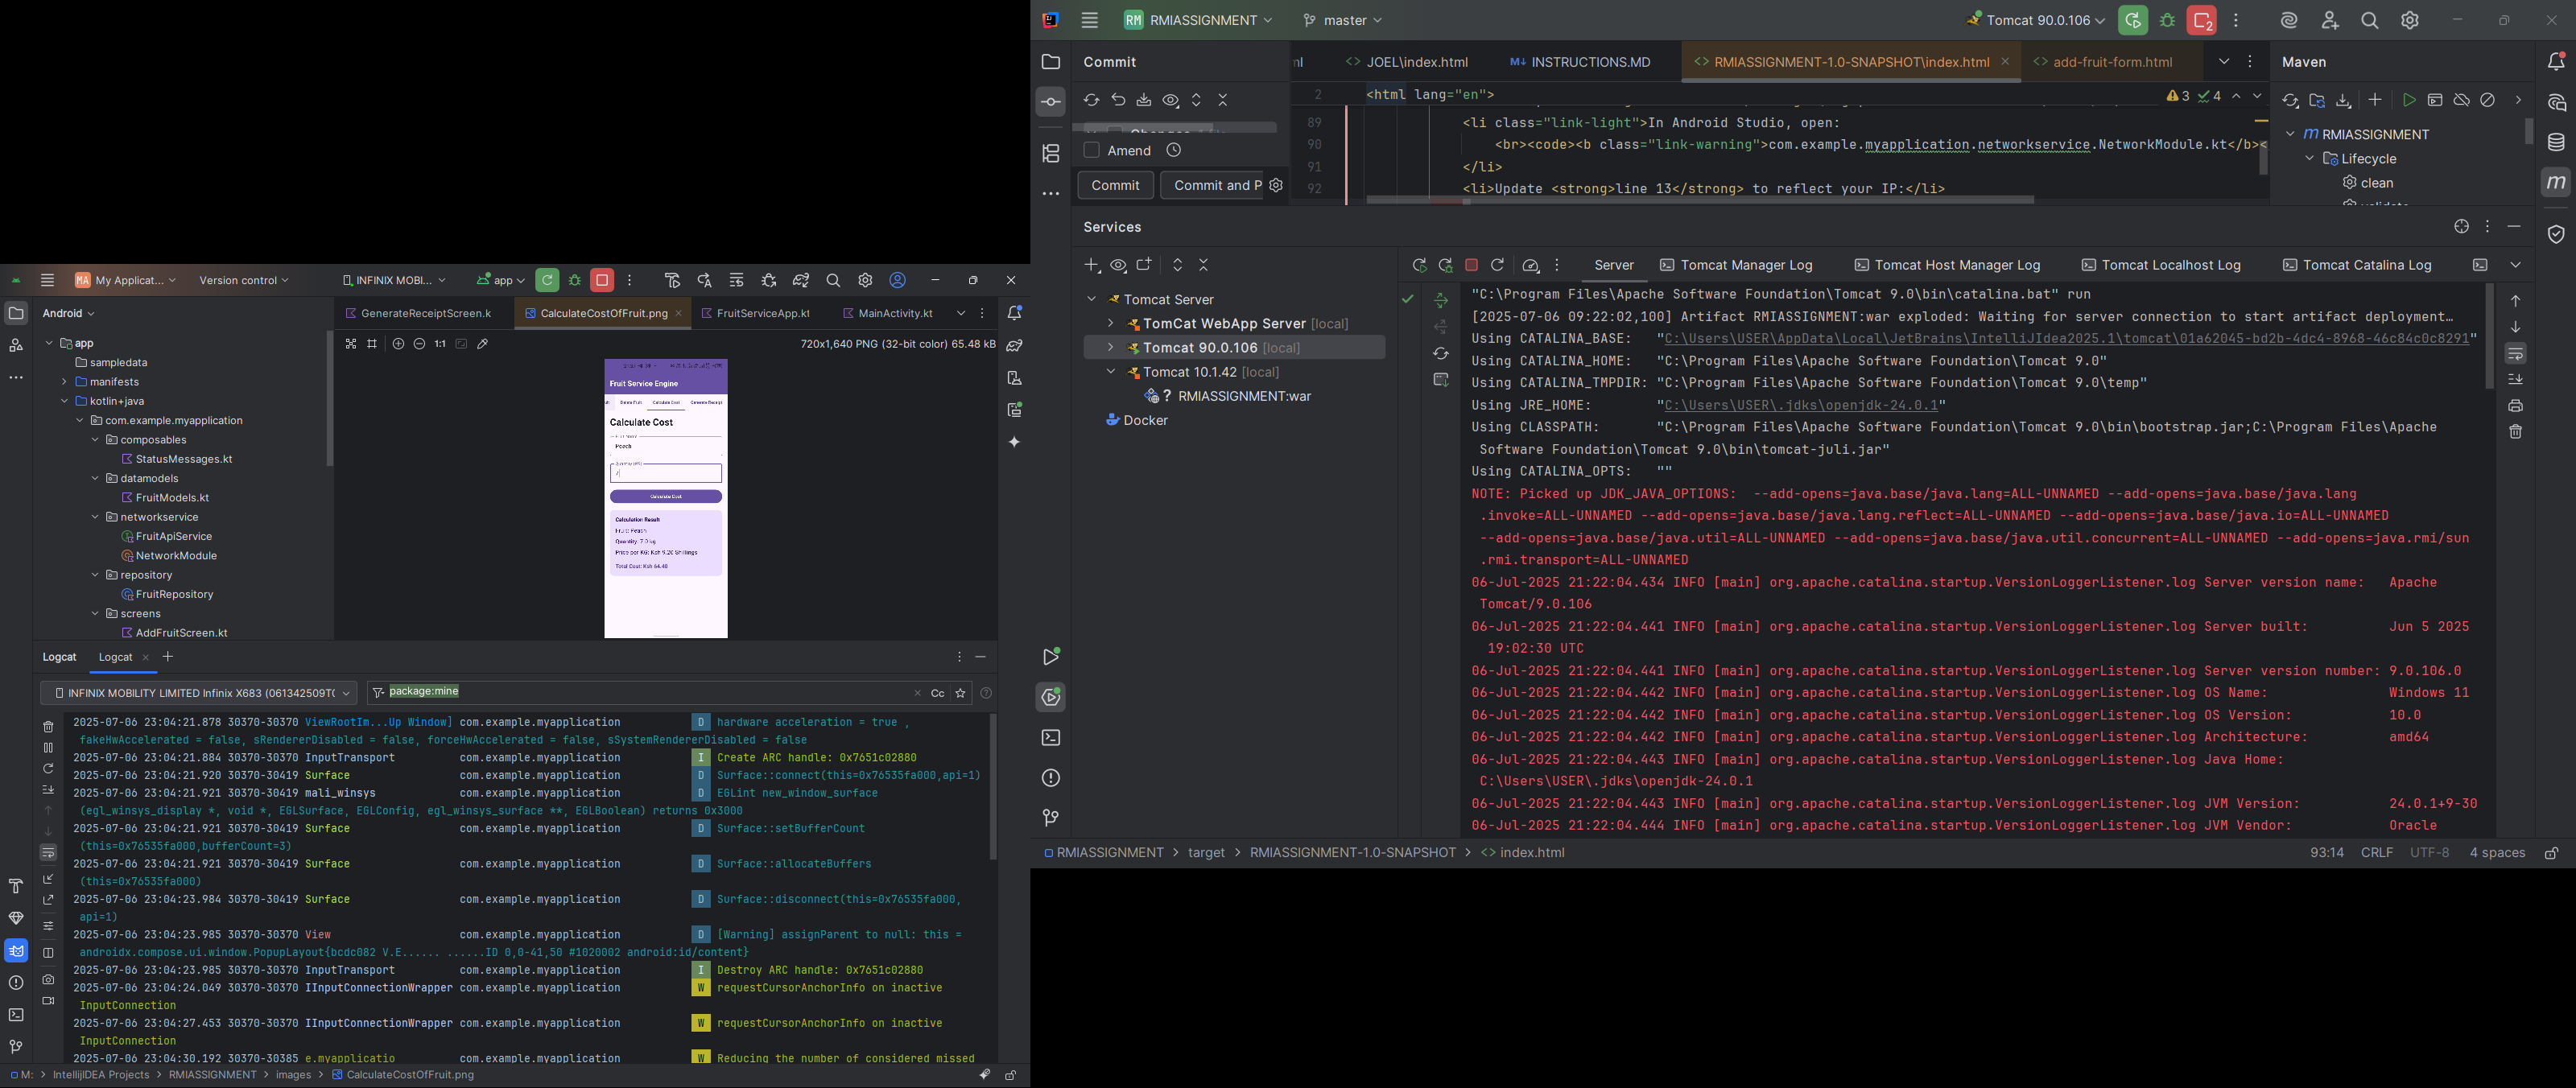 RM RMIASSIGNMENT master Tomcat 90.0.106 2
Commit
ml JOEL\index.html M↓ INSTRUCTIONS.MD <> RMIASSIGNMENT-1.0-SNAPSHOT\index.html <> add-fruit-form.html
Maven
2 <html lang="en"> 3 4
89 <li class="link-light">In Android Studio, open:
90 <br><code><b class="link-warning">com.example.myapplication.networkservice.NetworkModule.kt</b><
91 </li>
92 <li>Update <strong>line 13</strong> to reflect your IP:</li>
Amend
Commit Commit and P
m RMIASSIGNMENT
Lifecycle
clean
Services
Server Tomcat Manager Log Tomcat Host Manager Log Tomcat Localhost Log Tomcat Catalina Log
Tomcat Server
TomCat WebApp Server [local]
Tomcat 90.0.106 [local]
Tomcat 10.1.42 [local]
? RMIASSIGNMENT:war
Docker
"C:\Program Files\Apache Software Foundation\Tomcat 9.0\bin\catalina.bat" run
[2025-07-06 09:22:02,100] Artifact RMIASSIGNMENT:war exploded: Waiting for server connection to start artifact deployment…
Using CATALINA_BASE: "C:\Users\USER\AppData\Local\JetBrains\IntelliJIdea2025.1\tomcat\01a62045-bd2b-4dc4-8968-46c84c0c8291"
Using CATALINA_HOME: "C:\Program Files\Apache Software Foundation\Tomcat 9.0"
Using CATALINA_TMPDIR: "C:\Program Files\Apache Software Foundation\Tomcat 9.0\temp"
Using JRE_HOME: "C:\Users\USER\.jdks\openjdk-24.0.1"
Using CLASSPATH: "C:\Program Files\Apache Software Foundation\Tomcat 9.0\bin\bootstrap.jar;C:\Program Files\Apache
Software Foundation\Tomcat 9.0\bin\tomcat-juli.jar"
Using CATALINA_OPTS: ""
NOTE: Picked up JDK_JAVA_OPTIONS: --add-opens=java.base/java.lang=ALL-UNNAMED --add-opens=java.base/java.lang
.invoke=ALL-UNNAMED --add-opens=java.base/java.lang.reflect=ALL-UNNAMED --add-opens=java.base/java.io=ALL-UNNAMED
--add-opens=java.base/java.util=ALL-UNNAMED --add-opens=java.base/java.util.concurrent=ALL-UNNAMED --add-opens=java.rmi/sun
.rmi.transport=ALL-UNNAMED
06-Jul-2025 21:22:04.434 INFO [main] org.apache.catalina.startup.VersionLoggerListener.log Server version name: Apache
Tomcat/9.0.106
06-Jul-2025 21:22:04.441 INFO [main] org.apache.catalina.startup.VersionLoggerListener.log Server built: Jun 5 2025
19:02:30 UTC
06-Jul-2025 21:22:04.441 INFO [main] org.apache.catalina.startup.VersionLoggerListener.log Server version number: 9.0.106.0
06-Jul-2025 21:22:04.442 INFO [main] org.apache.catalina.startup.VersionLoggerListener.log OS Name: Windows 11
06-Jul-2025 21:22:04.442 INFO [main] org.apache.catalina.startup.VersionLoggerListener.log OS Version: 10.0
06-Jul-2025 21:22:04.442 INFO [main] org.apache.catalina.startup.VersionLoggerListener.log Architecture: amd64
06-Jul-2025 21:22:04.443 INFO [main] org.apache.catalina.startup.VersionLoggerListener.log Java Home:
C:\Users\USER\.jdks\openjdk-24.0.1
06-Jul-2025 21:22:04.443 INFO [main] org.apache.catalina.startup.VersionLoggerListener.log JVM Version: 24.0.1+9-30
06-Jul-2025 21:22:04.444 INFO [main] org.apache.catalina.startup.VersionLoggerListener.log JVM Vendor: Oracle
RMIASSIGNMENT > target > RMIASSIGNMENT-1.0-SNAPSHOT > <> index.html 93:14 CRLF UTF-8 4 spaces
MA My Applicat... Version control INFINIX MOBI... app
Android
GenerateReceiptScreen.k CalculateCostOfFruit.png FruitServiceApp.kt MainActivity.kt
1:1 720x1,640 PNG (32-bit color) 65.48 kB
app
sampledata
manifests
kotlin+java
com.example.myapplication
composables
StatusMessages.kt
datamodels
FruitModels.kt
networkservice
FruitApiService
NetworkModule
repository
FruitRepository
screens
AddFruitScreen.kt
Fruit Service Engine
Delete Fruit Calculate Cost Generate Receipt
Calculate Cost
Peach
Calculate Cost
Calculation Result
Fruit: Peach
Quantity: 7.0 kg
Price per KG: Ksh 9.20 Shillings
Total Cost: Ksh 64.40
Logcat Logcat
INFINIX MOBILITY LIMITED Infinix X683 (061342509T( package:mine Cc
2025-07-06 23:04:21.878 30370-30370 ViewRootIm...Up Window] com.example.myapplication D hardware acceleration = true ,
fakeHwAccelerated = false, sRendererDisabled = false, forceHwAccelerated = false, sSystemRendererDisabled = false
2025-07-06 23:04:21.884 30370-30370 InputTransport com.example.myapplication I Create ARC handle: 0x7651c02880
2025-07-06 23:04:21.920 30370-30419 Surface com.example.myapplication D Surface::connect(this=0x76535fa000,api=1)
2025-07-06 23:04:21.921 30370-30419 mali_winsys com.example.myapplication D EGLint new_window_surface
(egl_winsys_display *, void *, EGLSurface, EGLConfig, egl_winsys_surface **, EGLBoolean) returns 0x3000
2025-07-06 23:04:21.921 30370-30419 Surface com.example.myapplication D Surface::setBufferCount
(this=0x76535fa000,bufferCount=3)
2025-07-06 23:04:21.921 30370-30419 Surface com.example.myapplication D Surface::allocateBuffers
(this=0x76535fa000)
2025-07-06 23:04:23.984 30370-30419 Surface com.example.myapplication D Surface::disconnect(this=0x76535fa000,
api=1)
2025-07-06 23:04:23.985 30370-30370 View com.example.myapplication D [Warning] assignParent to null: this =
androidx.compose.ui.window.PopupLayout{bcdc082 V.E...... ......ID 0,0-41,50 #1020002 android:id/content}
2025-07-06 23:04:23.985 30370-30370 InputTransport com.example.myapplication I Destroy ARC handle: 0x7651c02880
2025-07-06 23:04:24.049 30370-30370 IInputConnectionWrapper com.example.myapplication W requestCursorAnchorInfo on inactive
InputConnection
2025-07-06 23:04:27.453 30370-30370 IInputConnectionWrapper com.example.myapplication W requestCursorAnchorInfo on inactive
InputConnection
2025-07-06 23:04:30.192 30370-30385 e.myapplicatio com.example.myapplication W Reducing the number of considered missed
M: > IntellijIDEA Projects > RMIASSIGNMENT > images > CalculateCostOfFruit.png